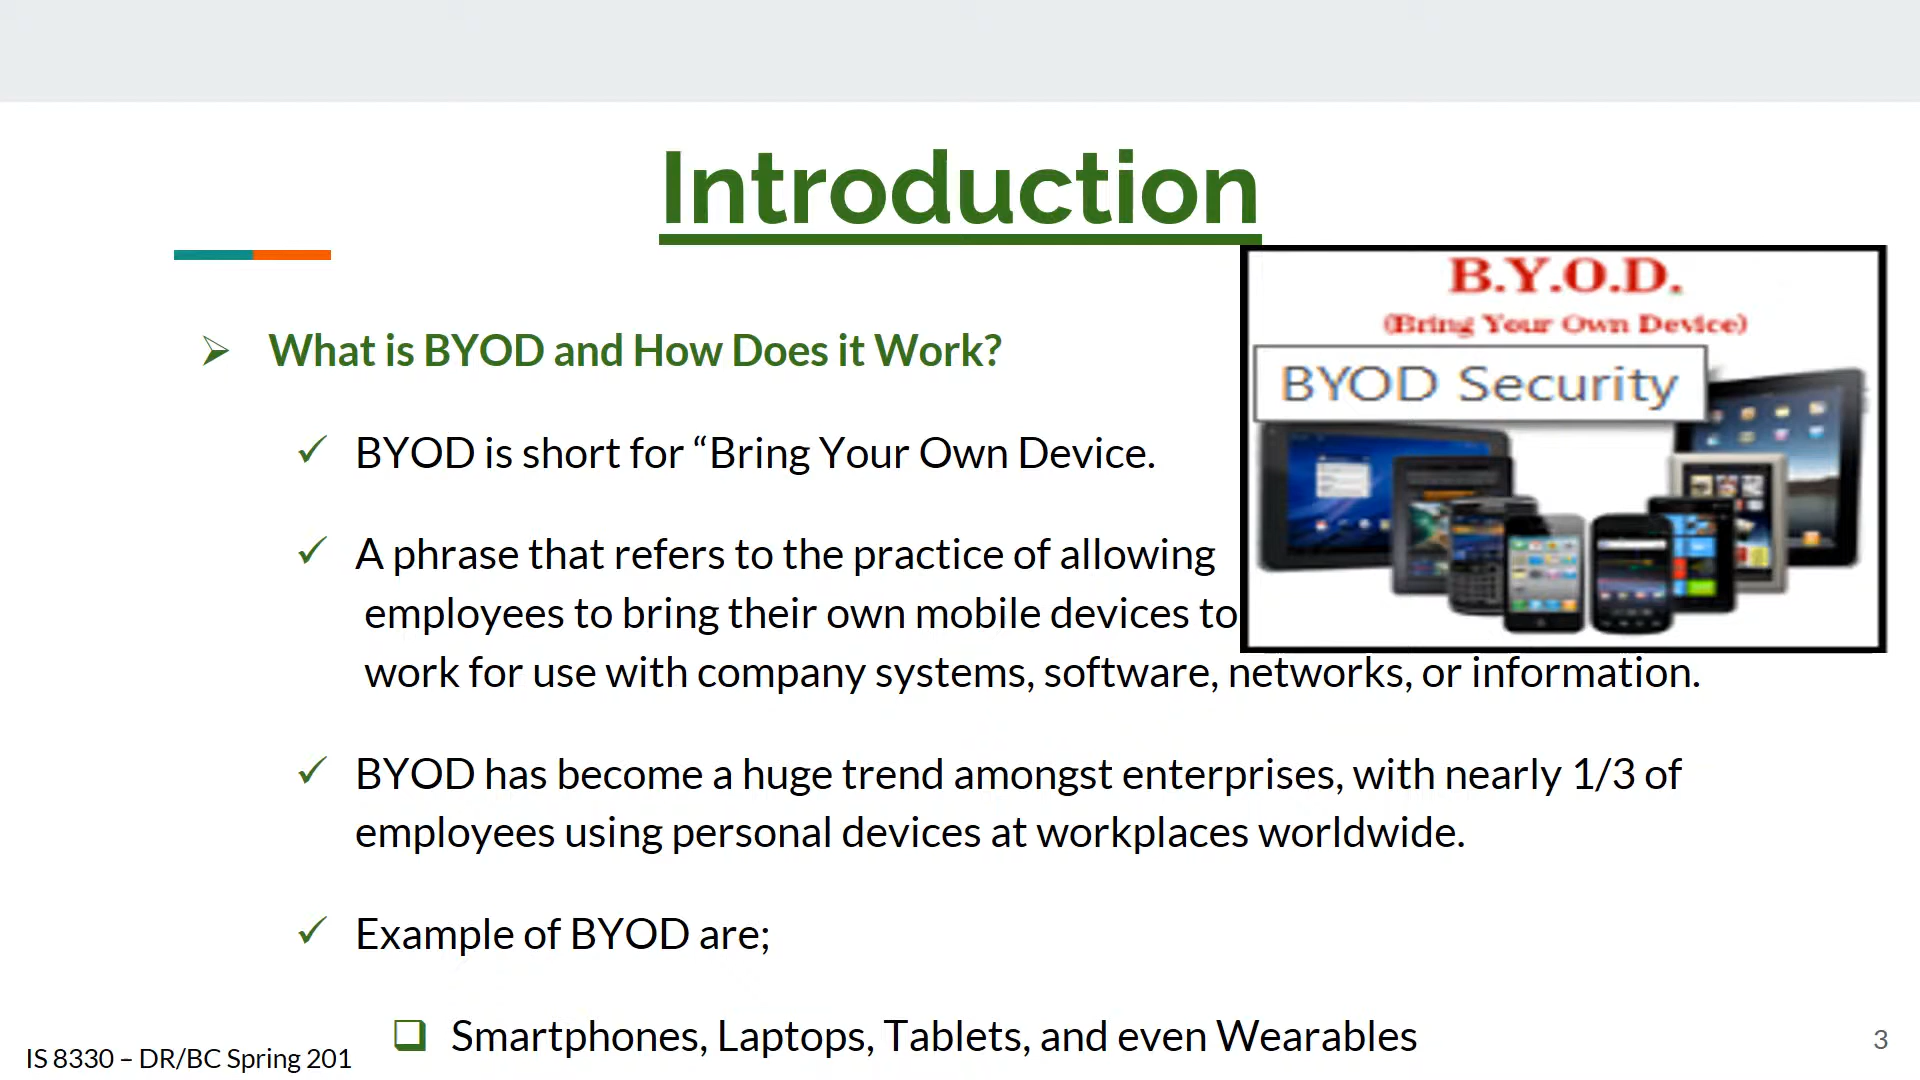 Introduction
What is BYOD and How Does it Work?
B.Y.O.D.
(Bring Your Own Device)
BYOD Security
BYOD is short for “Bring Your Own Device.
A phrase that refers to the practice of allowing
employees to bring their own mobile devices to
work for use with company systems, software, networks, or information.
BYOD has become a huge trend amongst enterprises, with nearly 1/3 of
employees using personal devices at workplaces worldwide.
Example of BYOD are;
Smartphones, Laptops, Tablets, and even Wearables
IS 8330 – DR/BC Spring 201
3